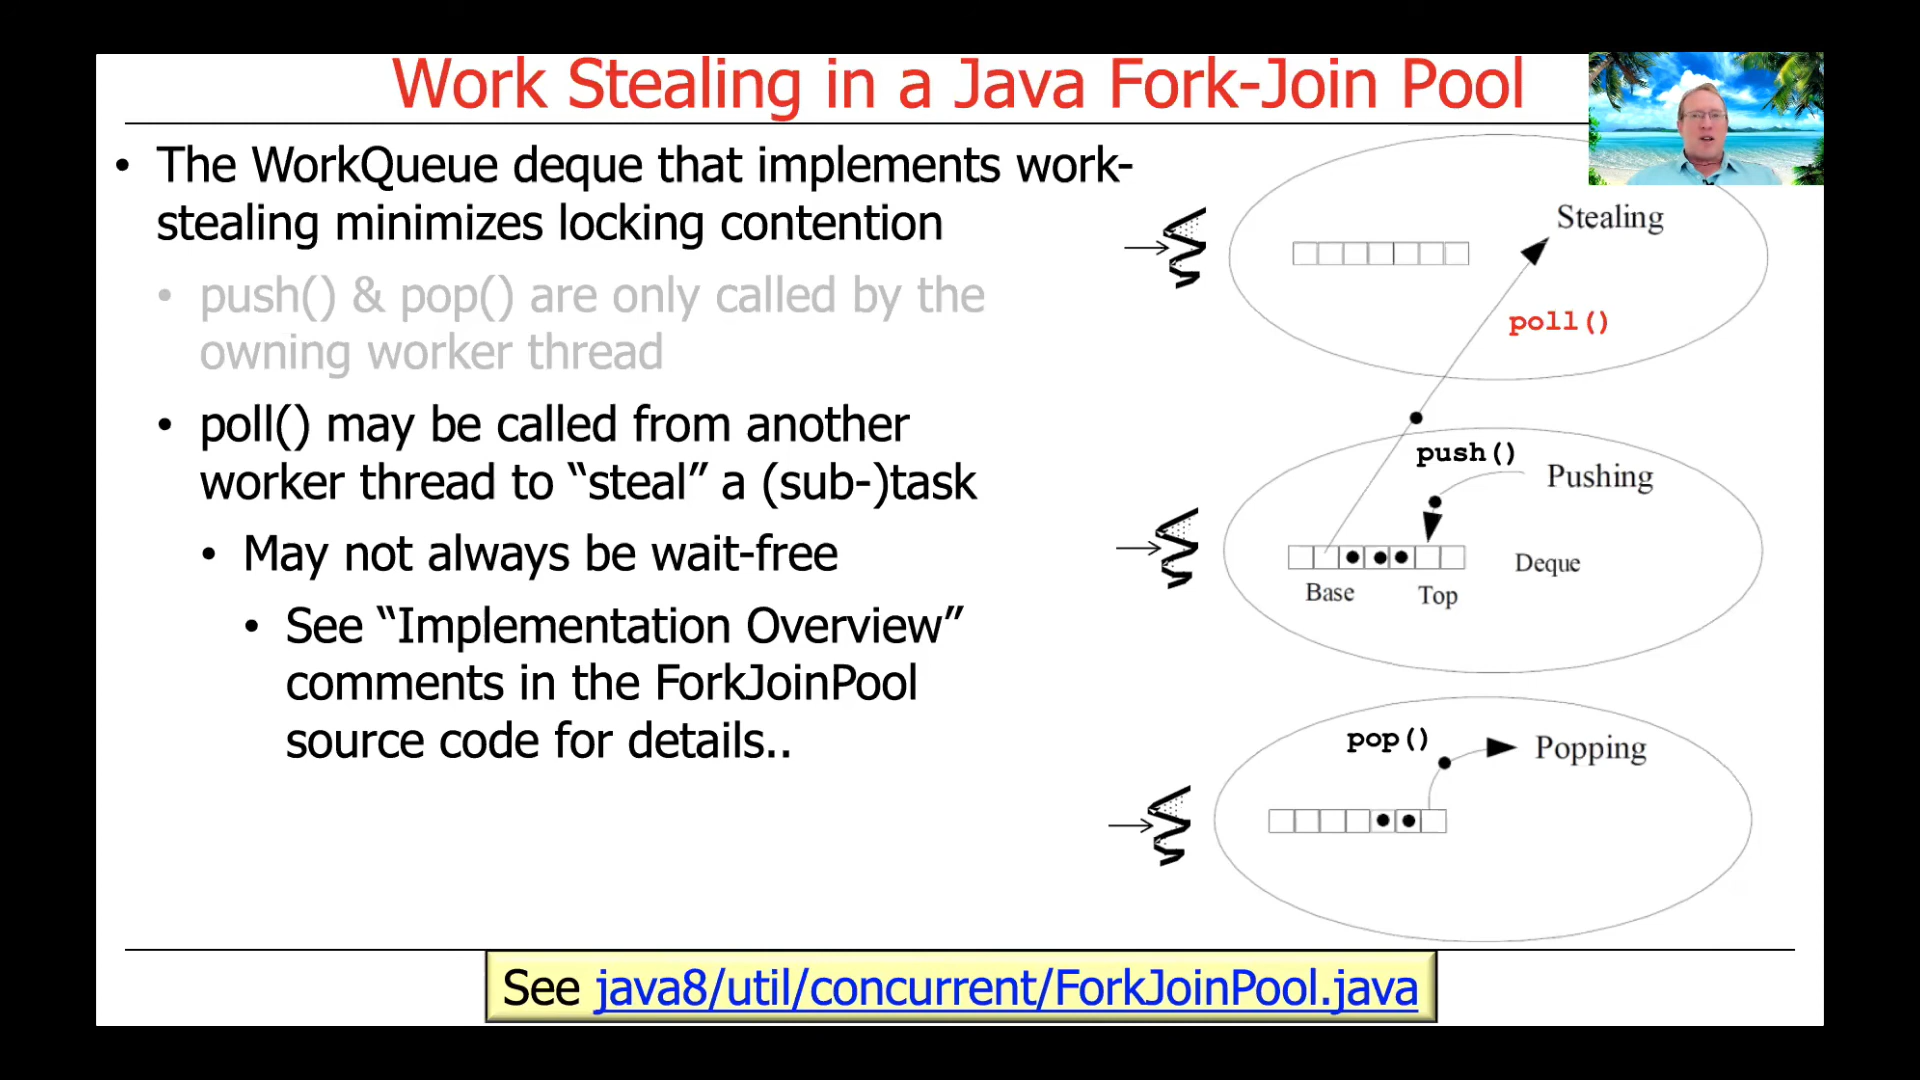 Work Stealing in a Java Fork-Join Pool
• The WorkQueue deque that implements work-
stealing minimizes locking contention
• push() & pop() are only called by the
owning worker thread
• poll() may be called from another
worker thread to “steal” a (sub-)task
• May not always be wait-free
• See “Implementation Overview”
comments in the ForkJoinPool
source code for details..
Stealing
poll()
push()
Pushing
Deque
Base
Top
pop()
Popping
See java8/util/concurrent/ForkJoinPool.java